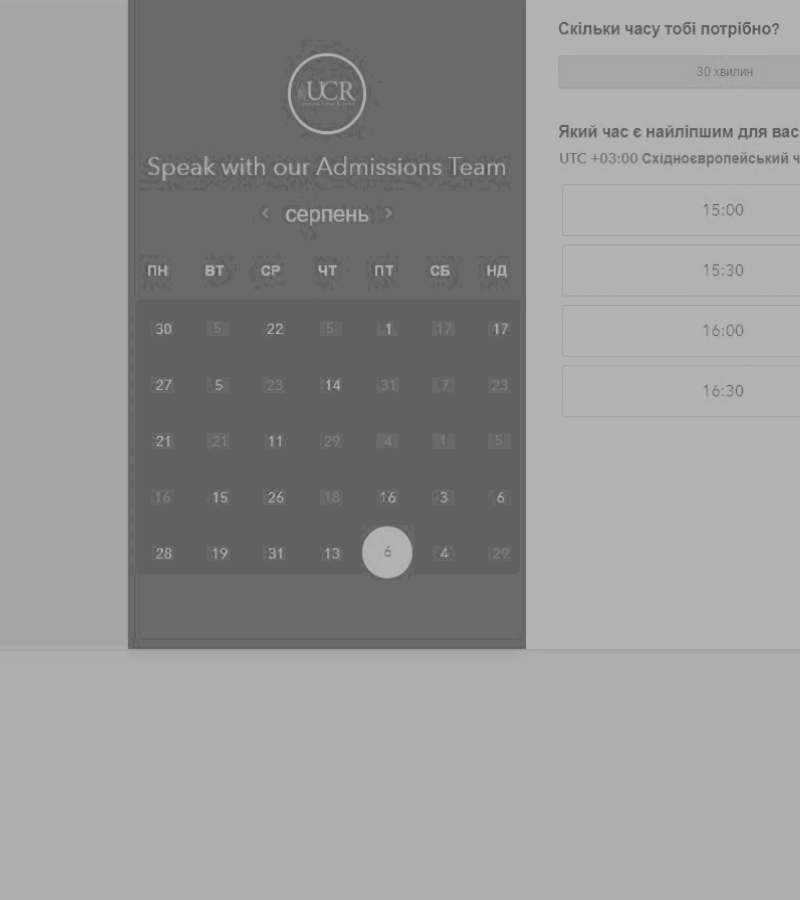 UCR
Speak with our Admissions Team
‹ серпень ›
ПН ВТ СР ЧТ ПТ СБ НД
30 5 22 5 1 17 17
27 5 23 14 31 7 23
21 21 11 29 4 1 5
16 15 26 18 16 3 6
28 19 31 13 6 4 29
Скільки часу тобі потрібно?
30 хвилин
Який час є найліпшим для вас
UTC +03:00 Східноєвропейський ч
15:00
15:30
16:00
16:30